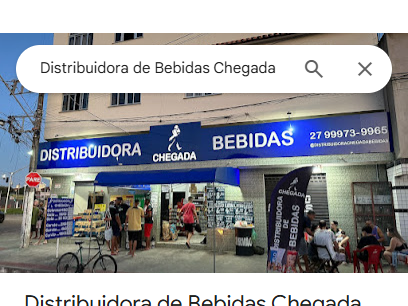 Distribuidora de Bebidas Chegada
DISTRIBUIDORA
CHEGADA
BEBIDAS
27 99973-9965
@DISTRIBUIDORACHEGADABEBIDAS
CHEGADA
DISTRIBUIDORA
DE BEBIDAS
Distribuidora de Bebidas Chegada